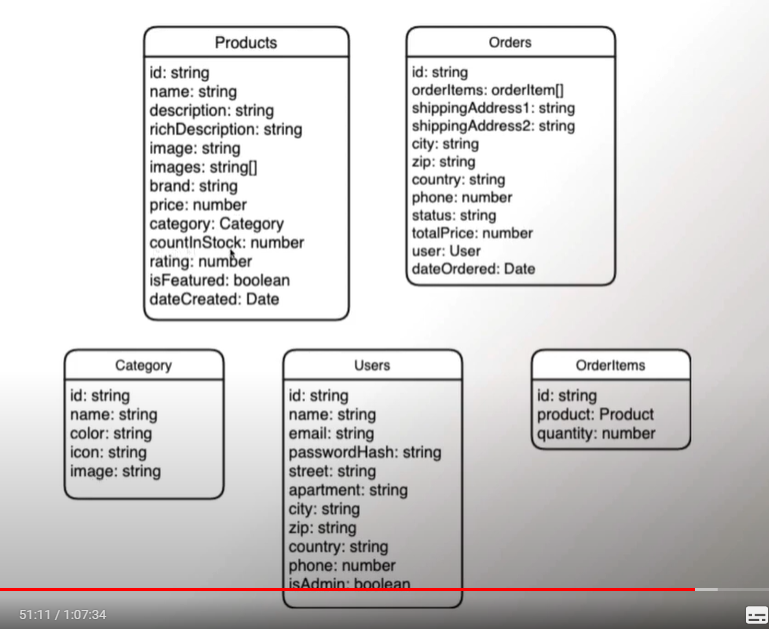 Products
id: string
name: string
description: string
richDescription: string
image: string
images: string[]
brand: string
price: number
category: Category
countInStock: number
rating: number
isFeatured: boolean
dateCreated: Date
Orders
id: string
orderItems: orderItem[]
shippingAddress1: string
shippingAddress2: string
city: string
zip: string
country: string
phone: number
status: string
totalPrice: number
user: User
dateOrdered: Date
Category
id: string
name: string
color: string
icon: string
image: string
Users
id: string
name: string
email: string
passwordHash: string
street: string
apartment: string
city: string
zip: string
country: string
phone: number
isAdmin: boolean
OrderItems
id: string
product: Product
quantity: number
51:11 / 1:07:34